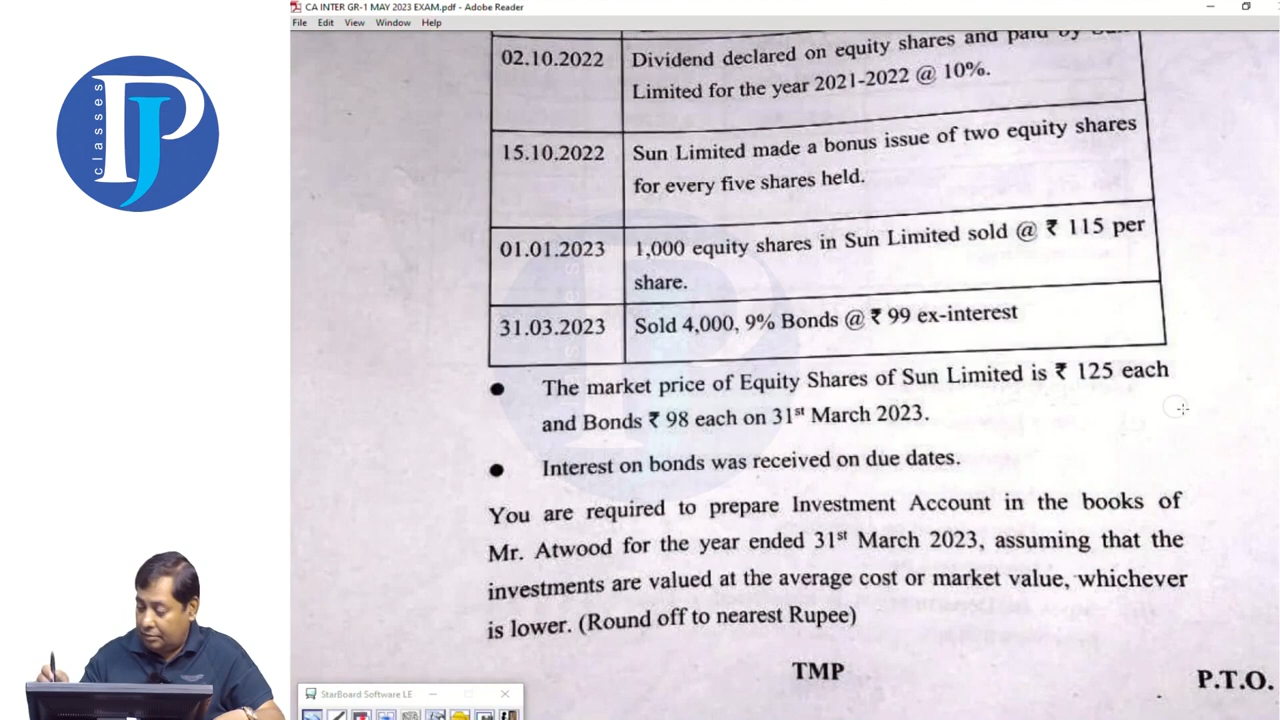 CA INTER GR-1 MAY 2023 EXAM.pdf - Adobe Reader
File Edit View Window Help
classes
PJ
02.10.2022 Dividend declared on equity shares and paid by Sun
Limited for the year 2021-2022 @ 10%.
15.10.2022 Sun Limited made a bonus issue of two equity shares
for every five shares held.
01.01.2023 1,000 equity shares in Sun Limited sold @ ₹ 115 per
share.
31.03.2023 Sold 4,000, 9% Bonds @ ₹ 99 ex-interest
● The market price of Equity Shares of Sun Limited is ₹ 125 each
and Bonds ₹ 98 each on 31st March 2023.
● Interest on bonds was received on due dates.
You are required to prepare Investment Account in the books of
Mr. Atwood for the year ended 31st March 2023, assuming that the
investments are valued at the average cost or market value, whichever
is lower. (Round off to nearest Rupee)
TMP
P.T.O.
StarBoard Software LE